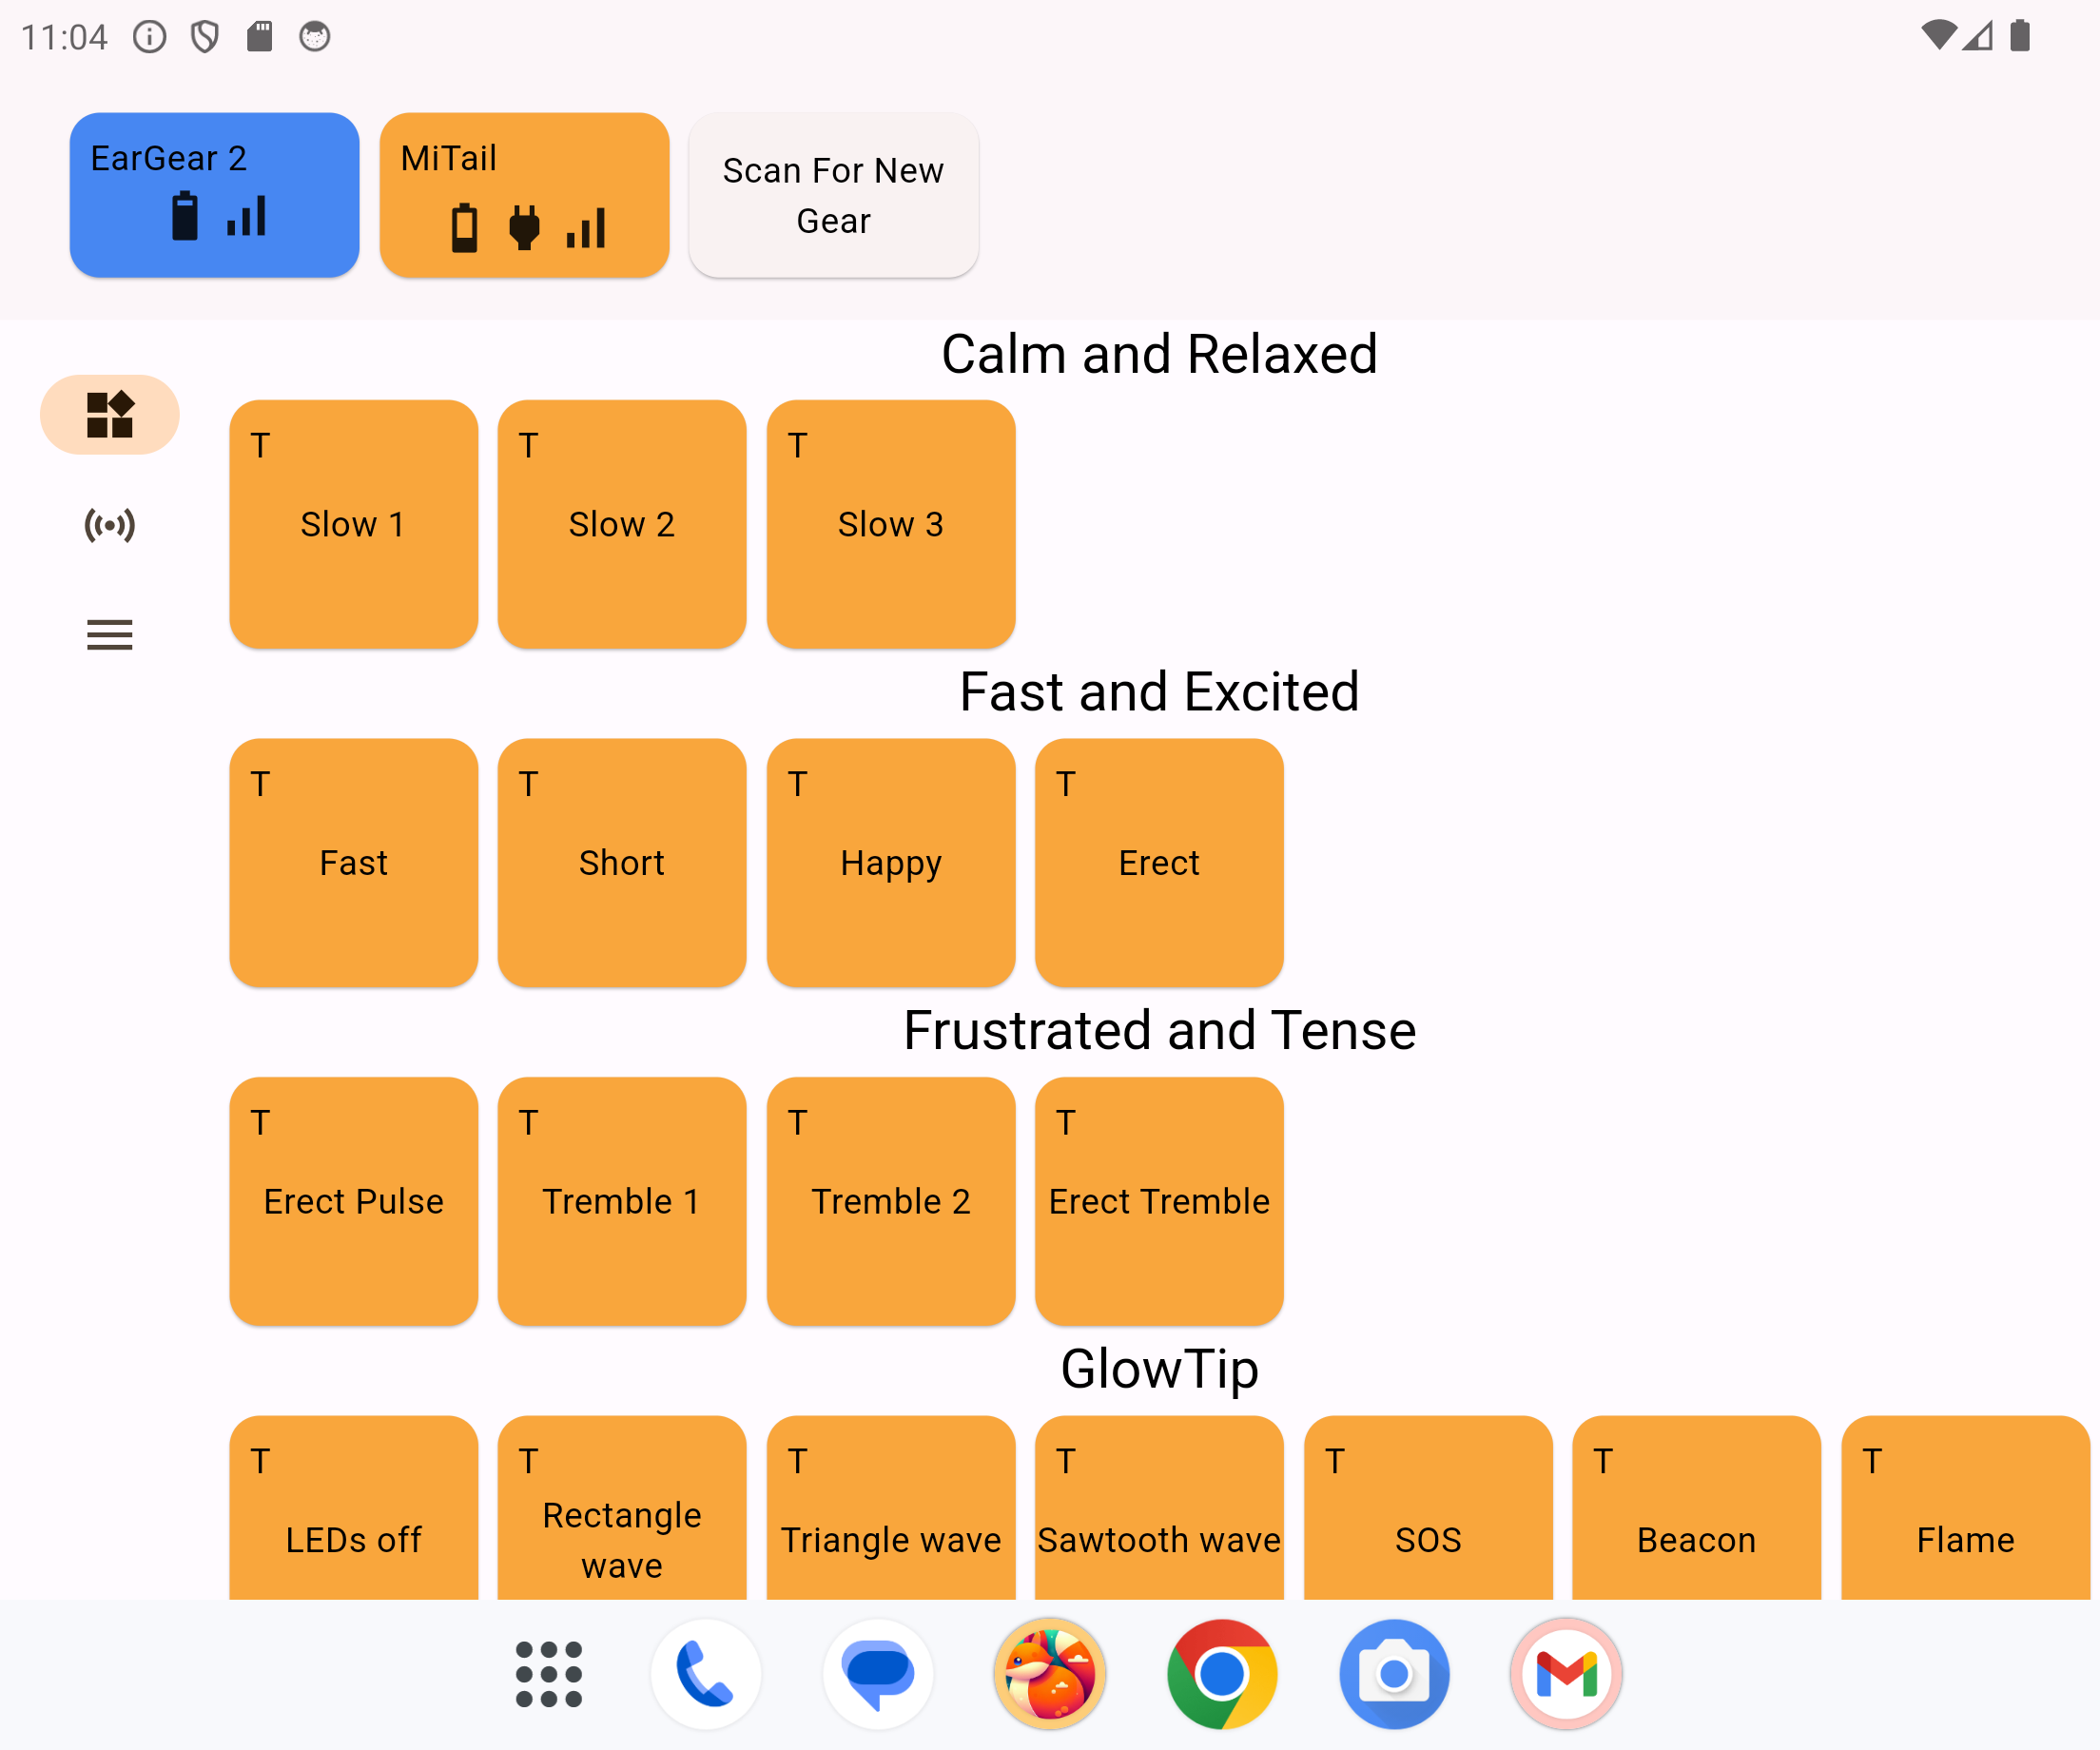 11:04
EarGear 2
MiTail
Scan For New
Gear
Calm and Relaxed
T
Slow 1
T
Slow 2
T
Slow 3
Fast and Excited
T
Fast
T
Short
T
Happy
T
Erect
Frustrated and Tense
T
Erect Pulse
T
Tremble 1
T
Tremble 2
T
Erect Tremble
GlowTip
T
LEDs off
T
Rectangle
wave
T
Triangle wave
T
Sawtooth wave
T
SOS
T
Beacon
T
Flame